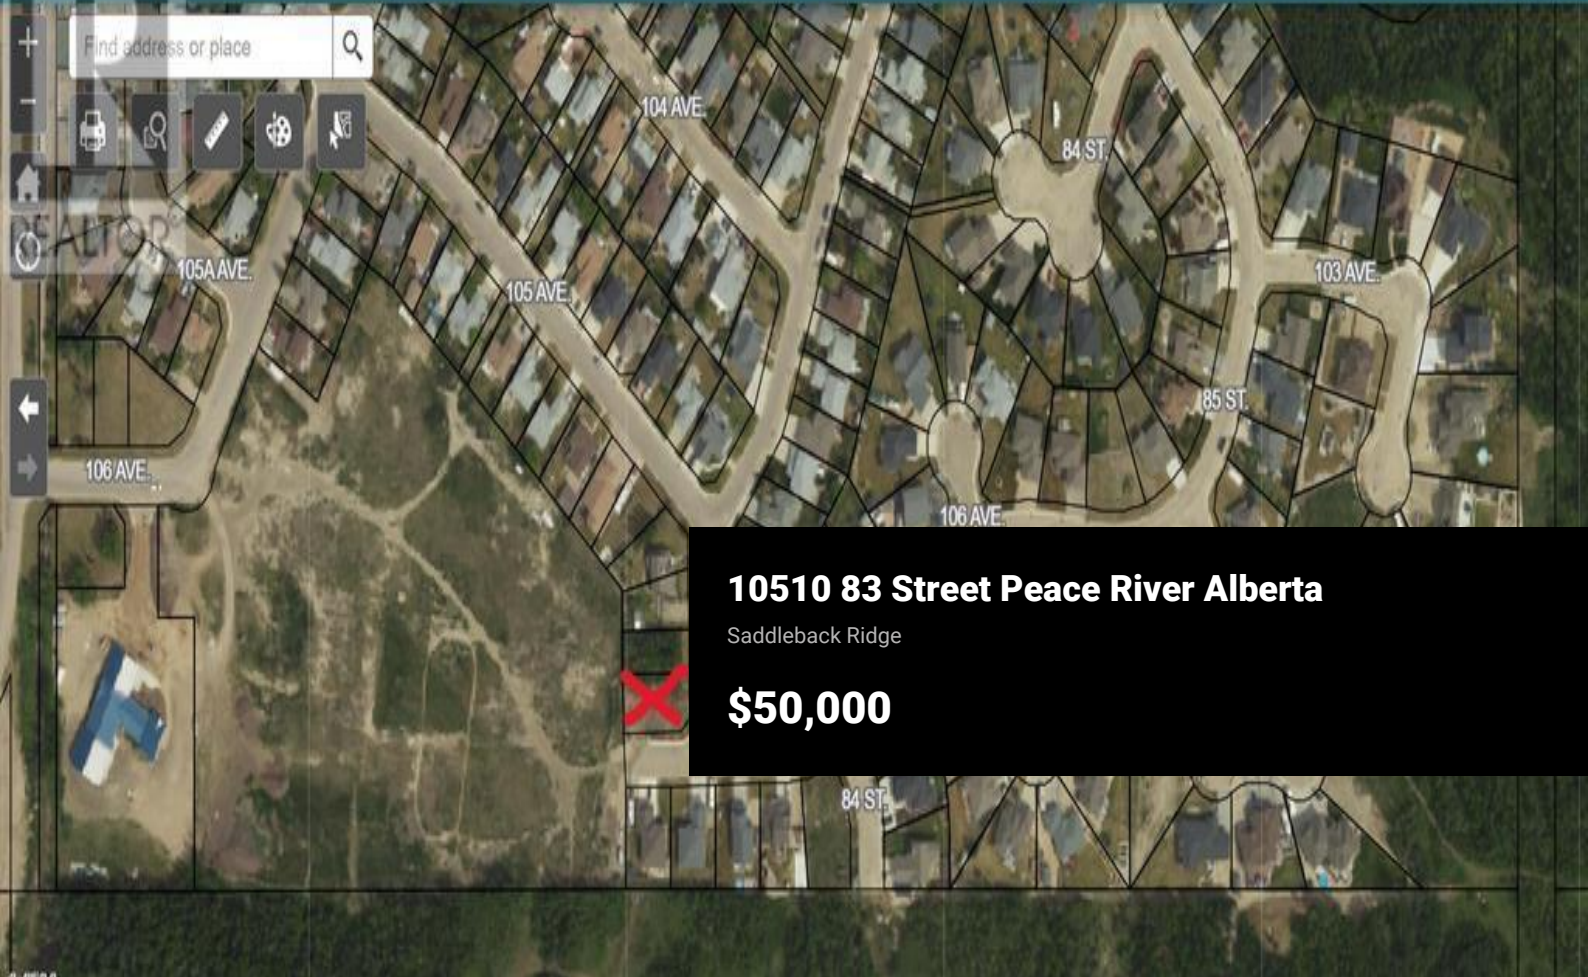 Find address or place
REALTOR®
104 AVE.
84 ST.
105A AVE.
105 AVE.
103 AVE.
85 ST.
106 AVE.
106 AVE.
10510 83 Street Peace River Alberta
Saddleback Ridge
$50,000
84 ST.